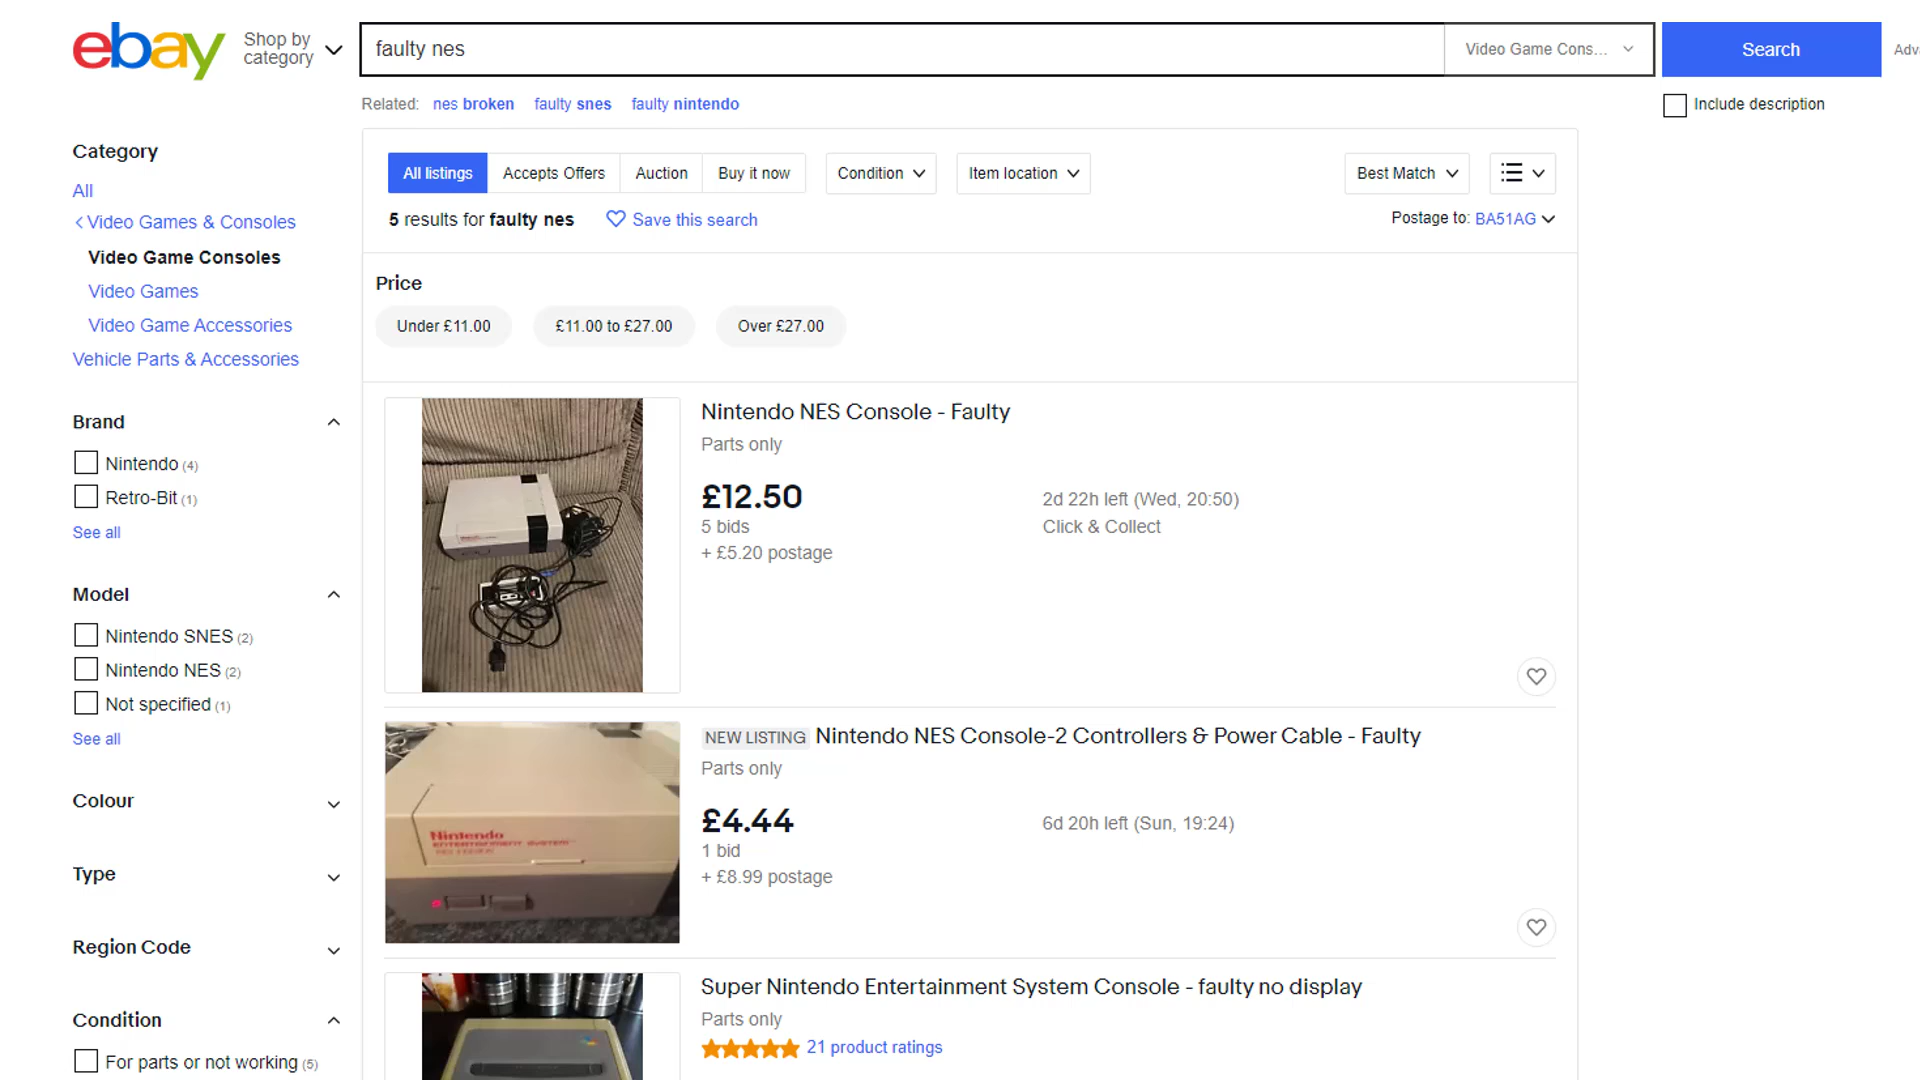 ebay
Shop by
category
faulty nes
Video Game Cons...
Search
Adv
Related: nes broken faulty snes faulty nintendo
Include description
Category
All
Video Games & Consoles
Video Game Consoles
Video Games
Video Game Accessories
Vehicle Parts & Accessories
Brand
Nintendo (4)
Retro-Bit (1)
See all
Model
Nintendo SNES (2)
Nintendo NES (2)
Not specified (1)
See all
Colour
Type
Region Code
Condition
For parts or not working (5)
All listings Accepts Offers Auction Buy it now Condition Item location Best Match
5 results for faulty nes Save this search Postage to: BA51AG
Price
Under £11.00 £11.00 to £27.00 Over £27.00
Nintendo NES Console - Faulty
Parts only
£12.50
5 bids
+ £5.20 postage
2d 22h left (Wed, 20:50)
Click & Collect
Nintendo
ENTERTAINMENT SYSTEM
NEW LISTING Nintendo NES Console-2 Controllers & Power Cable - Faulty
Parts only
£4.44
1 bid
+ £8.99 postage
6d 20h left (Sun, 19:24)
Super Nintendo Entertainment System Console - faulty no display
Parts only
21 product ratings